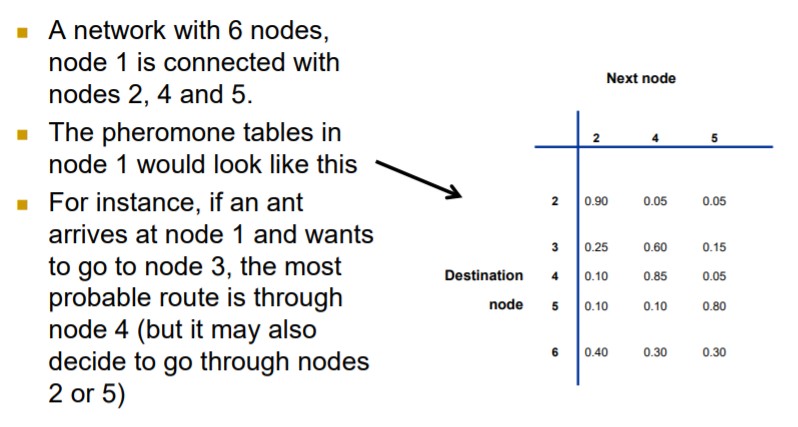 A network with 6 nodes,
node 1 is connected with
nodes 2, 4 and 5.
The pheromone tables in
node 1 would look like this
For instance, if an ant
arrives at node 1 and wants
to go to node 3, the most
probable route is through
node 4 (but it may also
decide to go through nodes
2 or 5)
Next node
2 4 5
2 0.90 0.05 0.05
3 0.25 0.60 0.15
Destination 4 0.10 0.85 0.05
node 5 0.10 0.10 0.80
6 0.40 0.30 0.30